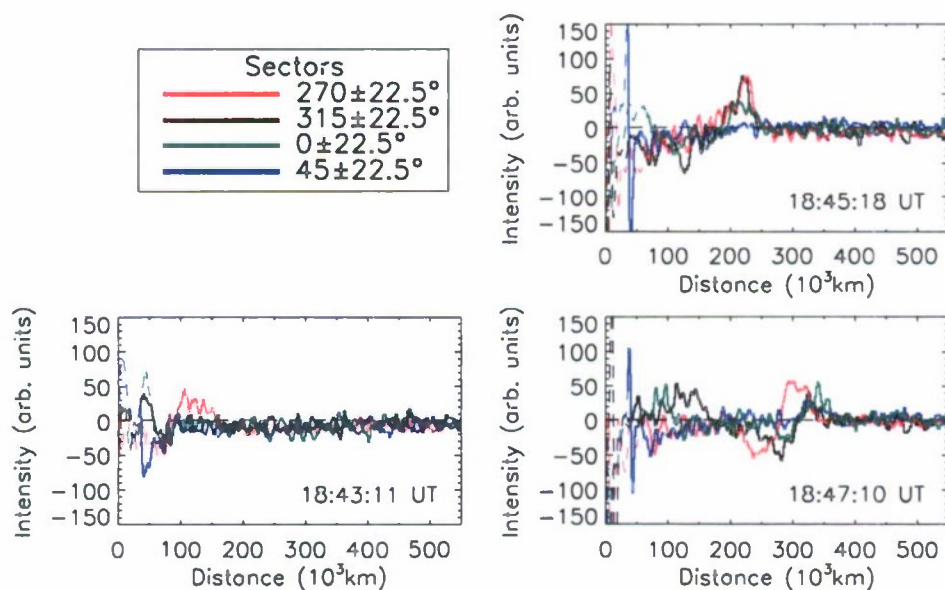 Sectors
270±22.5°
315±22.5°
0±22.5°
45±22.5°
150
100
50
0
−50
−100
−150
Intensity (arb. units)
18:45:18 UT
0 100 200 300 400 500
Distance (10³km)
150
100
50
0
−50
−100
−150
Intensity (arb. units)
18:43:11 UT
0 100 200 300 400 500
Distance (10³km)
150
100
50
0
−50
−100
−150
Intensity (arb. units)
18:47:10 UT
0 100 200 300 400 500
Distance (10³km)